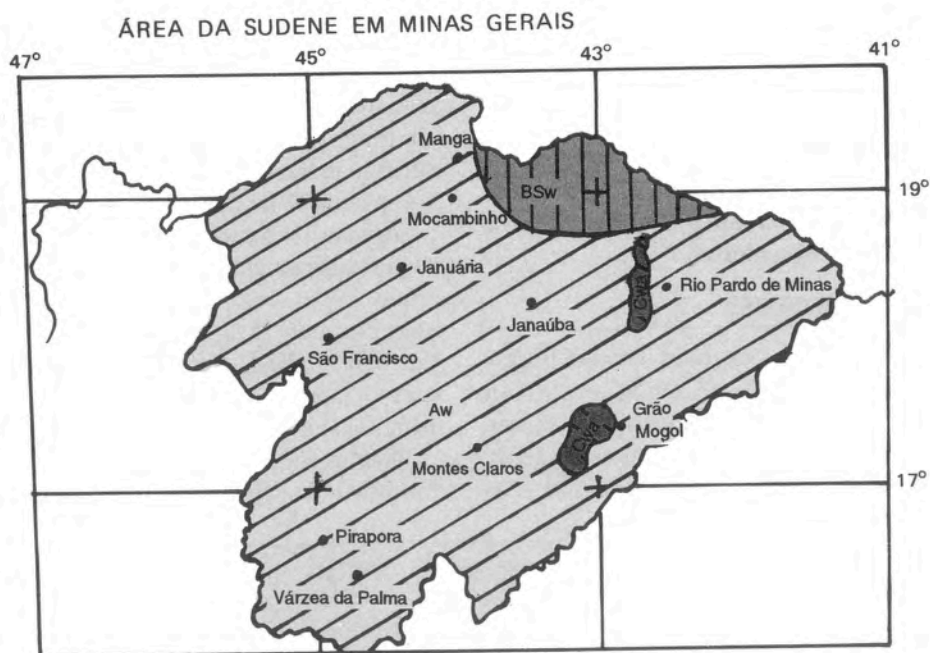 ÁREA DA SUDENE EM MINAS GERAIS
47° 45° 43° 41°
Manga
BSw
19°
Mocambinho
Januária
Cwa
Rio Pardo de Minas
Janaúba
São Francisco
Aw
Grão
Mogol
Cwa
Montes Claros
17°
Pirapora
Várzea da Palma